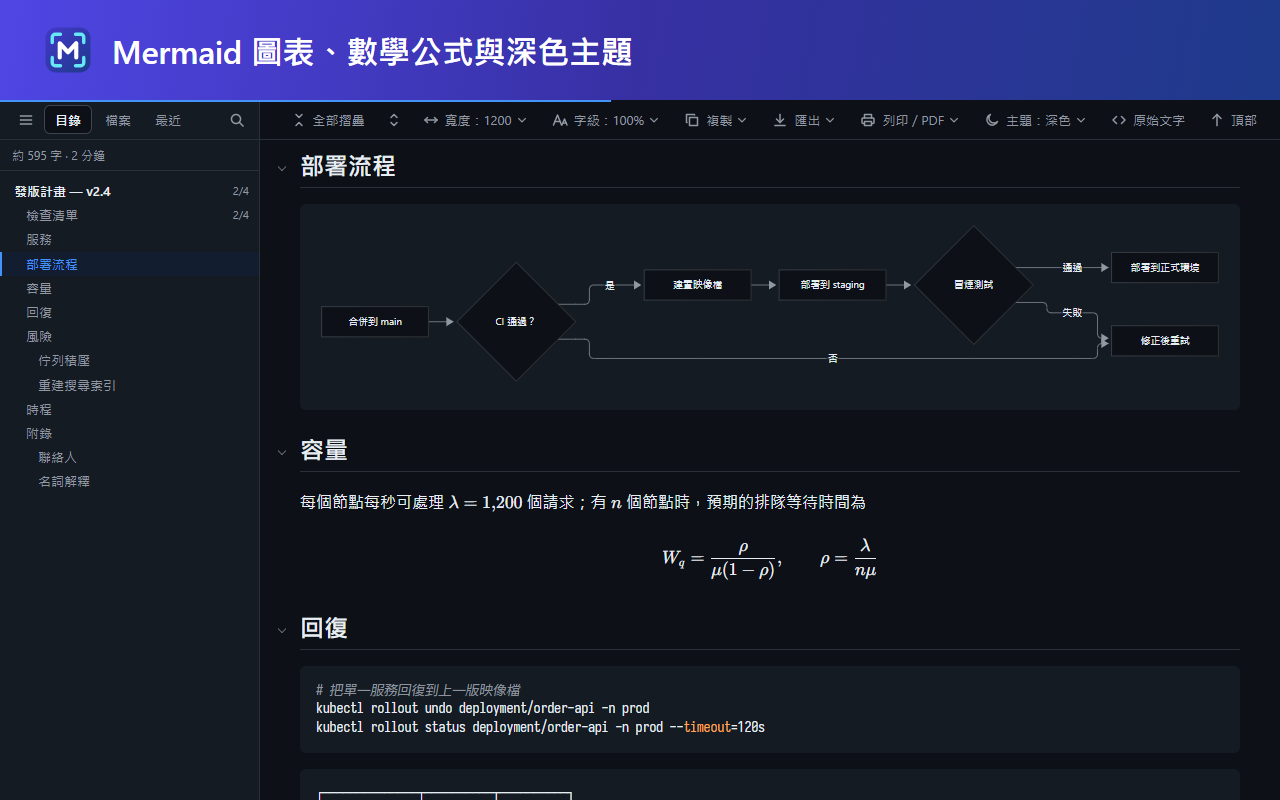 M
Mermaid 圖表、數學公式與深色主題
目錄 檔案 最近
全部摺疊 寬度：1200 字級：100% 複製 匯出 列印 / PDF 主題：深色 原始文字 頂部
約 595 字 · 2 分鐘
發版計畫 — v2.4 2/4
檢查清單 2/4
服務
部署流程
容量
回復
風險
佇列積壓
重建搜尋索引
時程
附錄
聯絡人
名詞解釋
部署流程
合併到 main
CI 通過？
是
建置映像檔
部署到 staging
冒煙測試
通過
部署到正式環境
失敗
修正後重試
否
容量
每個節點每秒可處理 λ = 1,200 個請求；有 n 個節點時，預期的排隊等待時間為
W_q = ρ / μ(1 − ρ), ρ = λ / nμ
回復
# 把單一服務回復到上一版映像檔
kubectl rollout undo deployment/order-api -n prod
kubectl rollout status deployment/order-api -n prod --timeout=120s